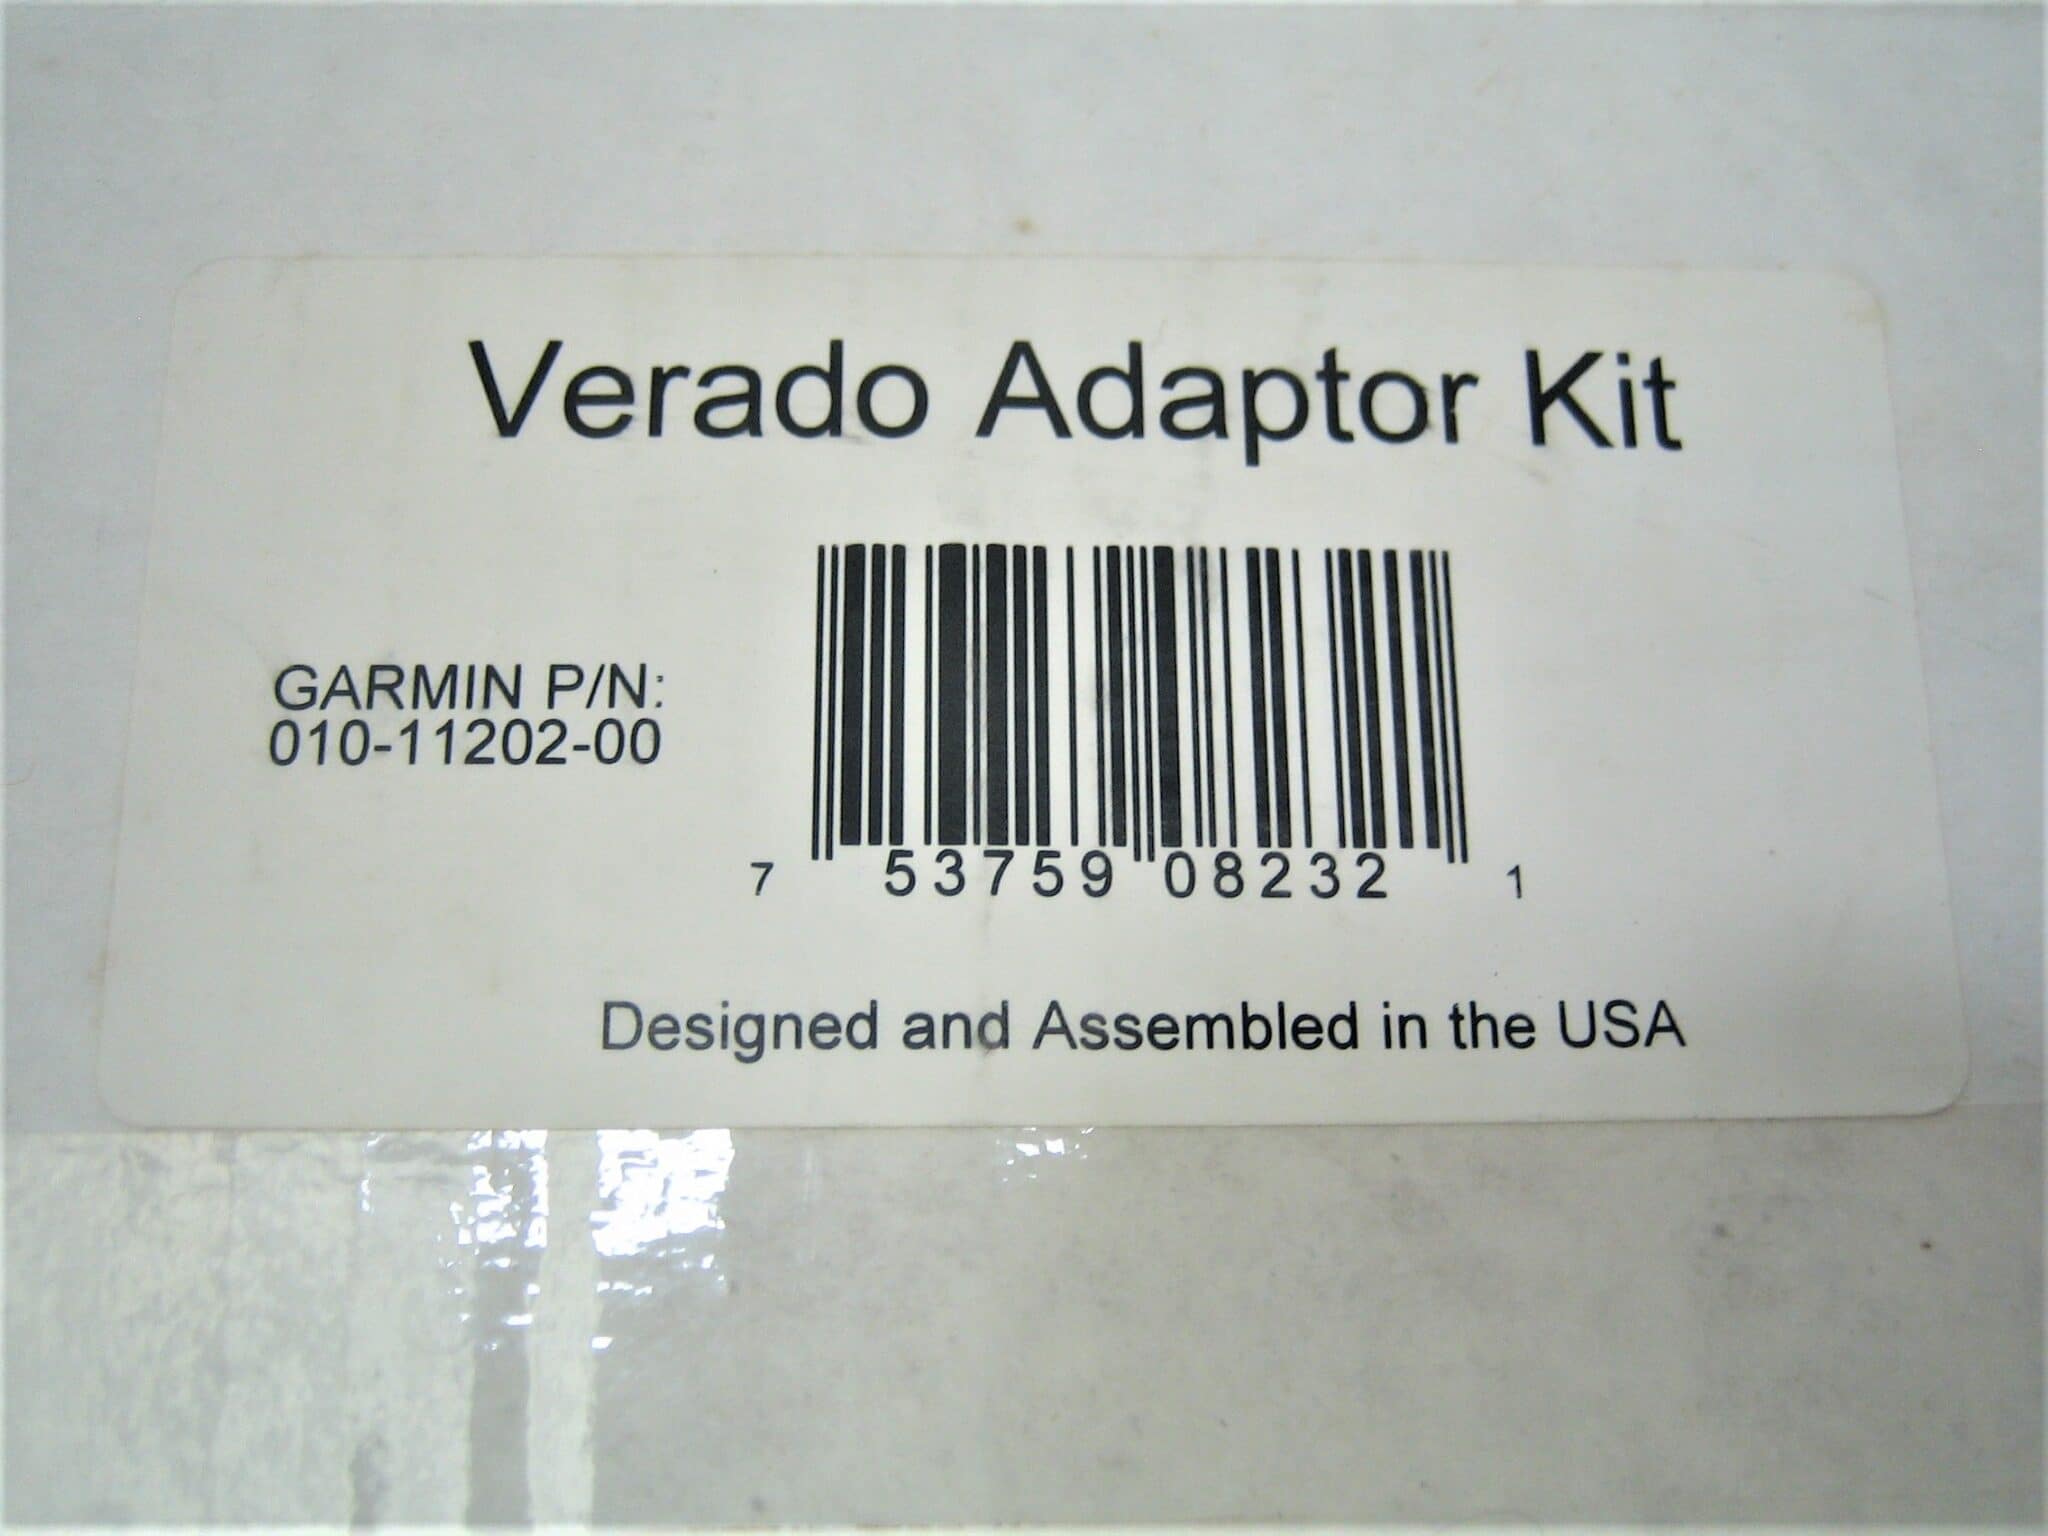 Verado Adaptor Kit
GARMIN P/N:
010-11202-00
7 53759 08232 1
Designed and Assembled in the USA